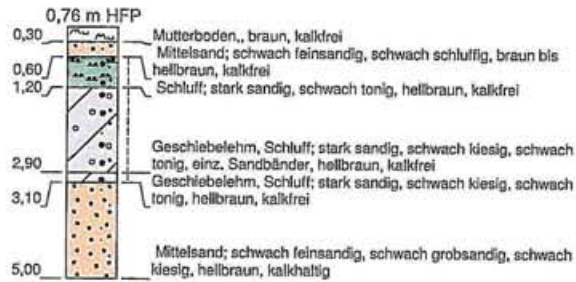 0,76 m HFP
0,30 Mutterboden,, braun, kalkfrei
Mittelsand; schwach feinsandig, schwach schluffig, braun bis
0,60 hellbraun, kalkfrei
1,20 Schluff; stark sandig, schwach tonig, hellbraun, kalkfrei
Geschiebelehm, Schluff; stark sandig, schwach kiesig, schwach
2,90 tonig, einz. Sandbänder, hellbraun, kalkfrei
Geschiebelehm, Schluff; stark sandig, schwach kiesig, schwach
3,10 tonig, hellbraun, kalkfrei
Mittelsand; schwach feinsandig, schwach grobsandig, schwach
5,00 kiesig, hellbraun, kalkhaltig